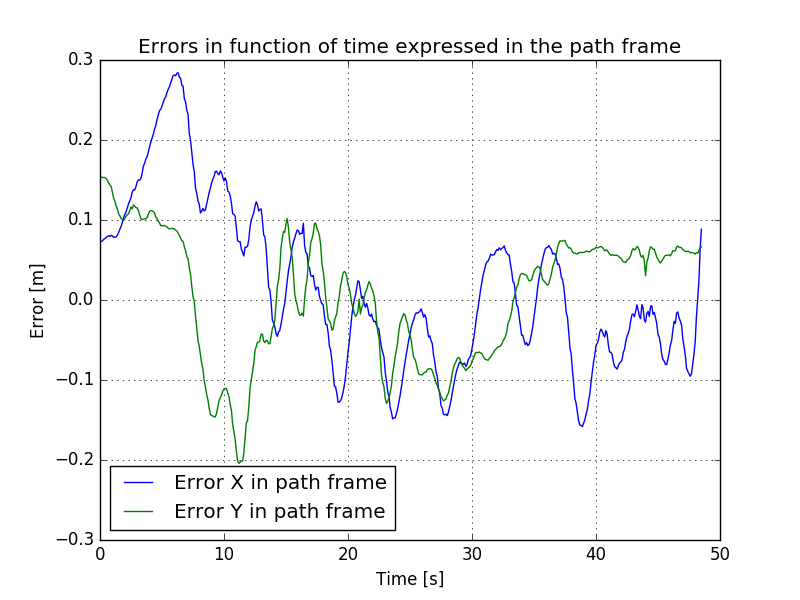 Errors in function of time expressed in the path frame
0.3
0.2
0.1
0.0
−0.1
−0.2
−0.3
Error [m]
Error X in path frame
Error Y in path frame
0 10 20 30 40 50
Time [s]